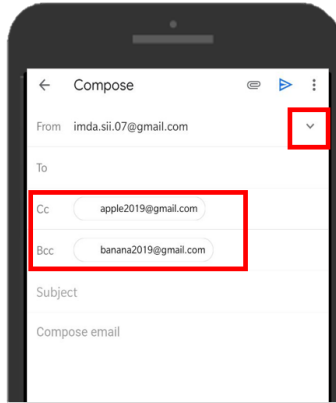 Compose
From imda.sii.07@gmail.com
To
Cc apple2019@gmail.com
Bcc banana2019@gmail.com
Subject
Compose email